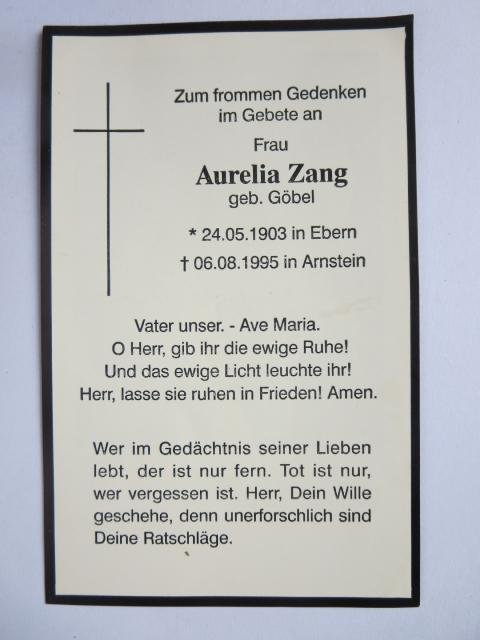 Zum frommen Gedenken
im Gebete an
Frau
Aurelia Zang
geb. Göbel
* 24.05.1903 in Ebern
† 06.08.1995 in Arnstein
Vater unser. - Ave Maria.
O Herr, gib ihr die ewige Ruhe!
Und das ewige Licht leuchte ihr!
Herr, lasse sie ruhen in Frieden! Amen.
Wer im Gedächtnis seiner Lieben
lebt, der ist nur fern. Tot ist nur,
wer vergessen ist. Herr, Dein Wille
geschehe, denn unerforschlich sind
Deine Ratschläge.